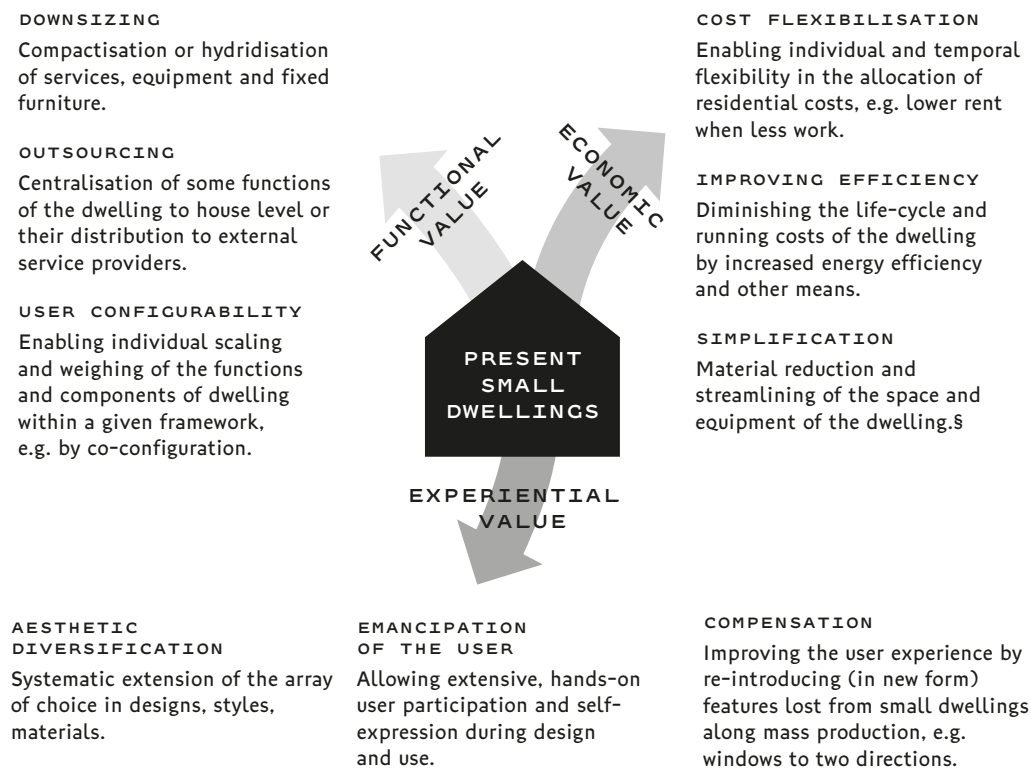 DOWNSIZING
Compactisation or hydridisation
of services, equipment and fixed
furniture.
OUTSOURCING
Centralisation of some functions
of the dwelling to house level or
their distribution to external
service providers.
USER CONFIGURABILITY
Enabling individual scaling
and weighing of the functions
and components of dwelling
within a given framework,
e.g. by co-configuration.
FUNCTIONAL
VALUE
ECONOMIC
VALUE
PRESENT
SMALL
DWELLINGS
EXPERIENTIAL
VALUE
COST FLEXIBILISATION
Enabling individual and temporal
flexibility in the allocation of
residential costs, e.g. lower rent
when less work.
IMPROVING EFFICIENCY
Diminishing the life-cycle and
running costs of the dwelling
by increased energy efficiency
and other means.
SIMPLIFICATION
Material reduction and
streamlining of the space and
equipment of the dwelling.§
AESTHETIC
DIVERSIFICATION
Systematic extension of the array
of choice in designs, styles,
materials.
EMANCIPATION
OF THE USER
Allowing extensive, hands-on
user participation and self-
expression during design
and use.
COMPENSATION
Improving the user experience by
re-introducing (in new form)
features lost from small dwellings
along mass production, e.g.
windows to two directions.